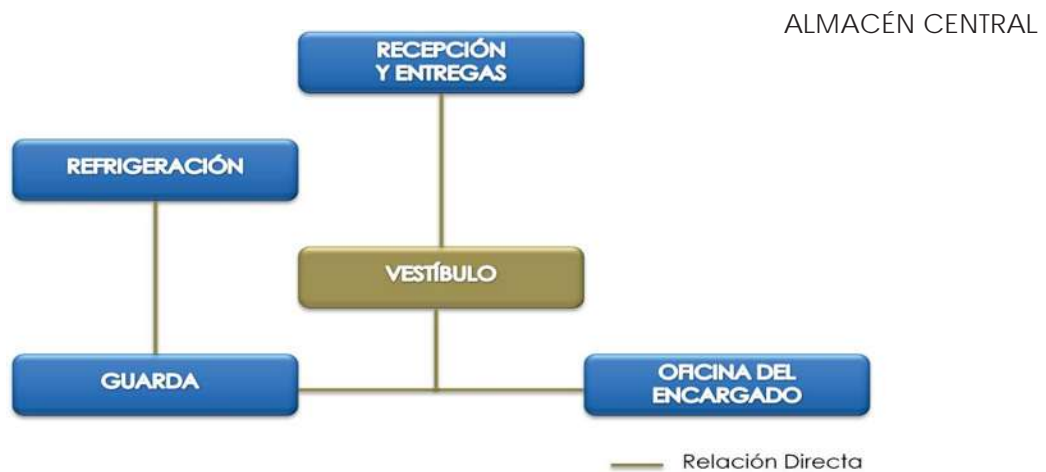 ALMACÉN CENTRAL
RECEPCIÓN
Y ENTREGAS
REFRIGERACIÓN
VESTÍBULO
GUARDA
OFICINA DEL
ENCARGADO
Relación Directa